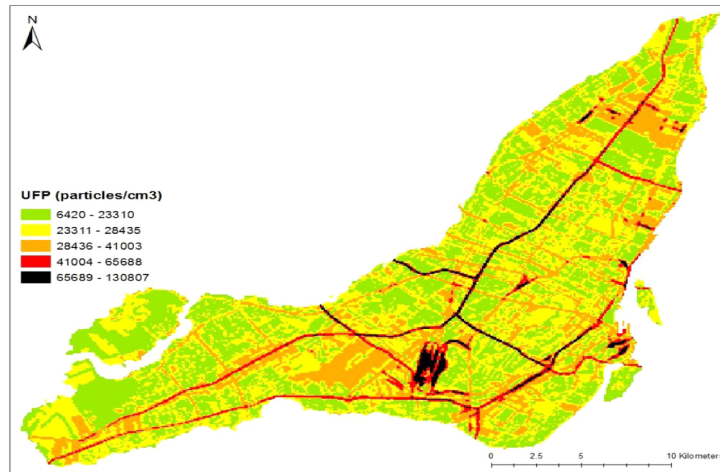 N
UFP (particles/cm3)
6420 - 23310
23311 - 28435
28436 - 41003
41004 - 65688
65689 - 130807
0 2.5 5 10 Kilometers